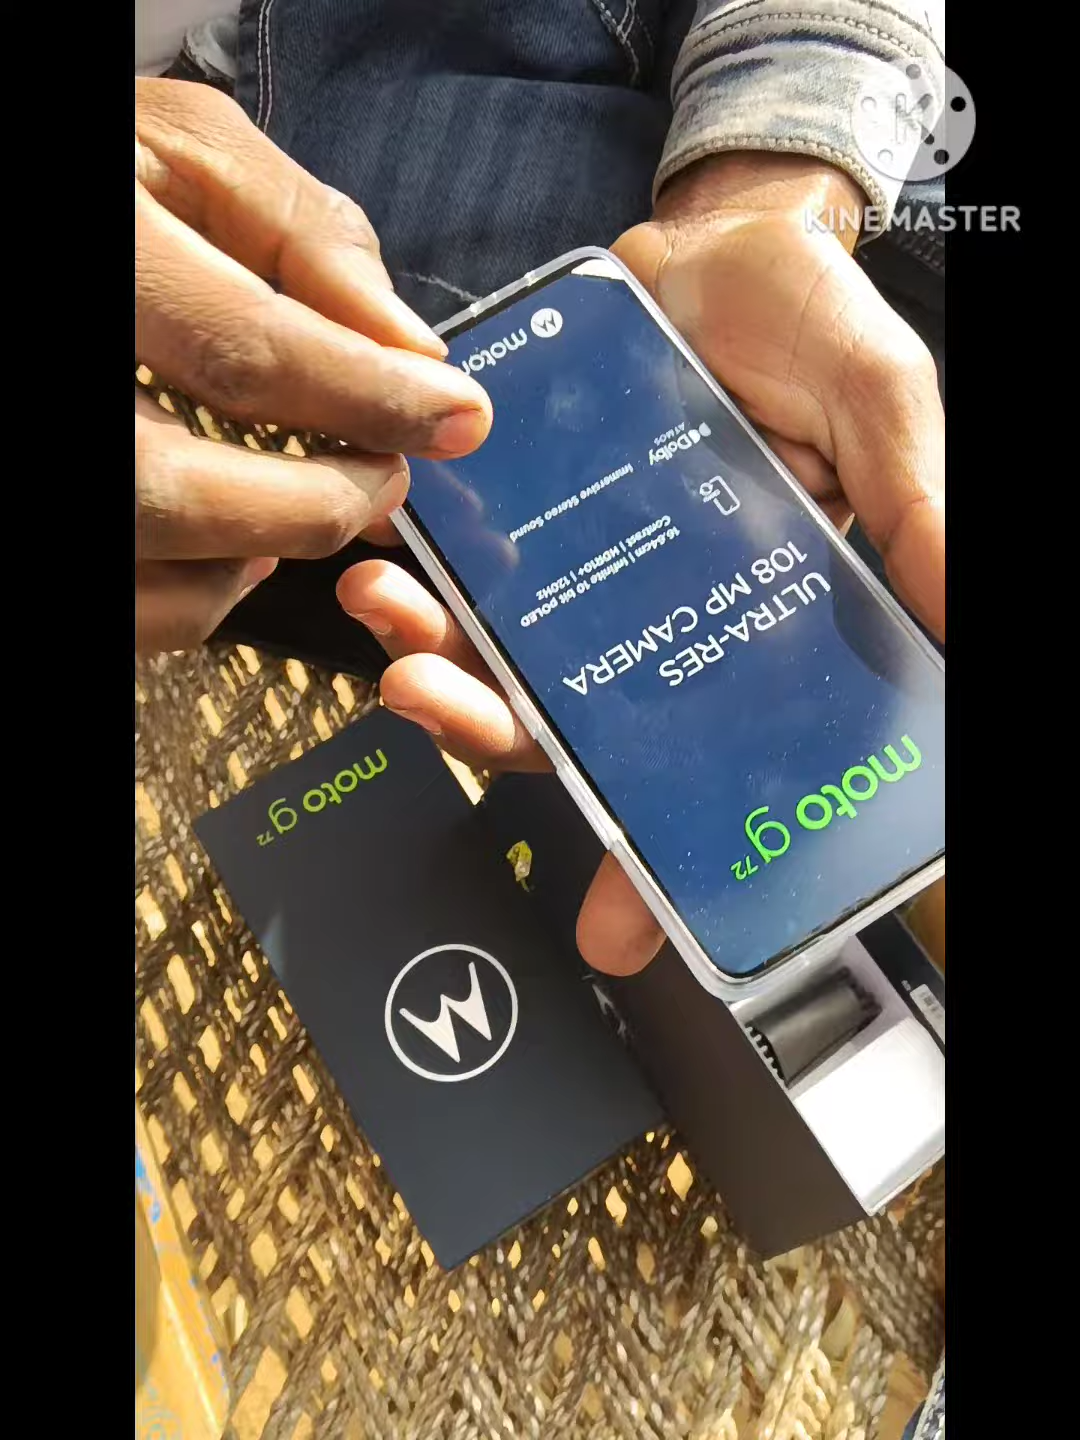 KINEMASTER
motor
Dolby
ATMOS
Immersive Stereo Sound
16.64cm | Infinite 10 bit POLED
Contrast | HDR10+ | 120Hz
108 MP CAMERA
ULTRA-RES
moto g72
moto g72